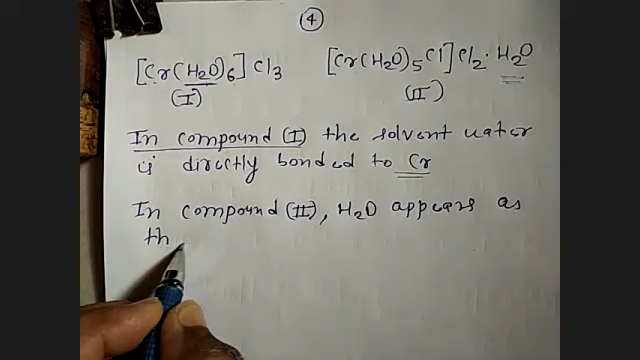 4
[Cr(H₂O)₆]Cl₃ [Cr(H₂O)₅Cl]Cl₂·H₂O
(I) (II)
In compound (I) the solvent water
is directly bonded to Cr
In compound (II), H₂O appears as
th